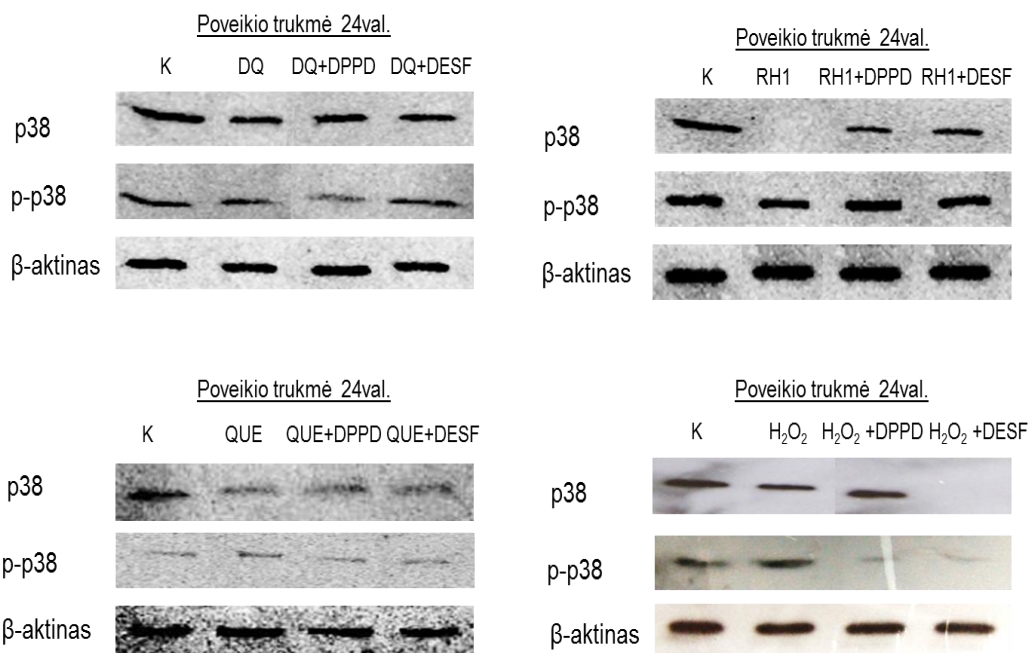 Poveikio trukmė 24val.
K DQ DQ+DPPD DQ+DESF
p38
p-p38
β-aktinas
Poveikio trukmė 24val.
K RH1 RH1+DPPD RH1+DESF
p38
p-p38
β-aktinas
Poveikio trukmė 24val.
K QUE QUE+DPPD QUE+DESF
p38
p-p38
β-aktinas
Poveikio trukmė 24val.
K H₂O₂ H₂O₂ +DPPD H₂O₂ +DESF
p38
p-p38
β-aktinas